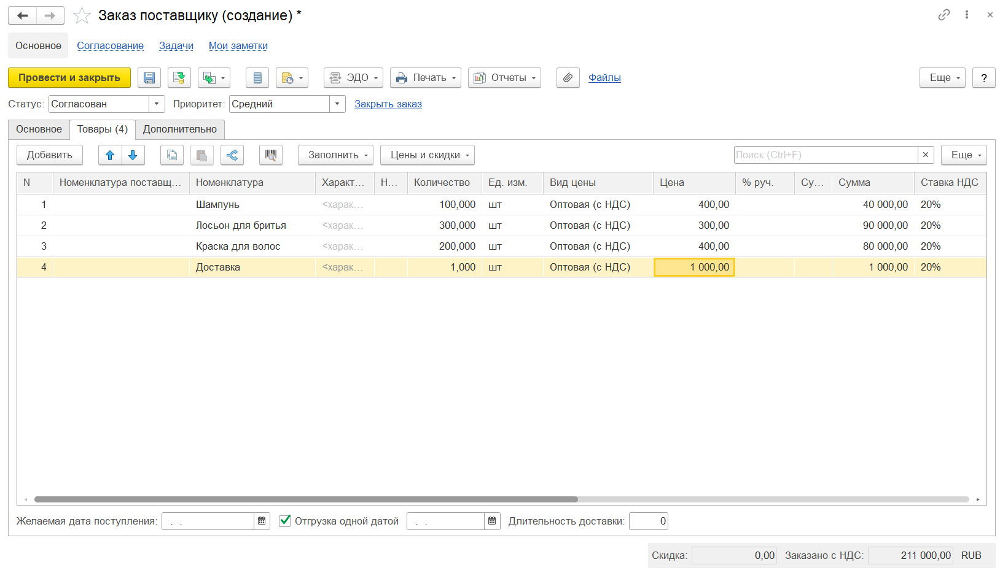 Заказ поставщику (создание) *
Основное Согласование Задачи Мои заметки
Провести и закрыть ЭДО Печать Отчеты Файлы Еще ?
Статус: Согласован Приоритет: Средний Закрыть заказ
Основное Товары (4) Дополнительно
Добавить Заполнить Цены и скидки Поиск (Ctrl+F) × Еще
N Номенклатура поставщ... Номенклатура Характ... Н... Количество Ед. изм. Вид цены Цена % руч. Су... Сумма Ставка НДС
1 Шампунь <харак... 100,000 шт Оптовая (с НДС) 400,00 40 000,00 20%
2 Лосьон для бритья <харак... 300,000 шт Оптовая (с НДС) 300,00 90 000,00 20%
3 Краска для волос <харак... 200,000 шт Оптовая (с НДС) 400,00 80 000,00 20%
4 Доставка <харак... 1,000 шт Оптовая (с НДС) 1 000,00 1 000,00 20%
Желаемая дата поступления: . . Отгрузка одной датой . . Длительность доставки: 0
Скидка: 0,00 Заказано с НДС: 211 000,00 RUB